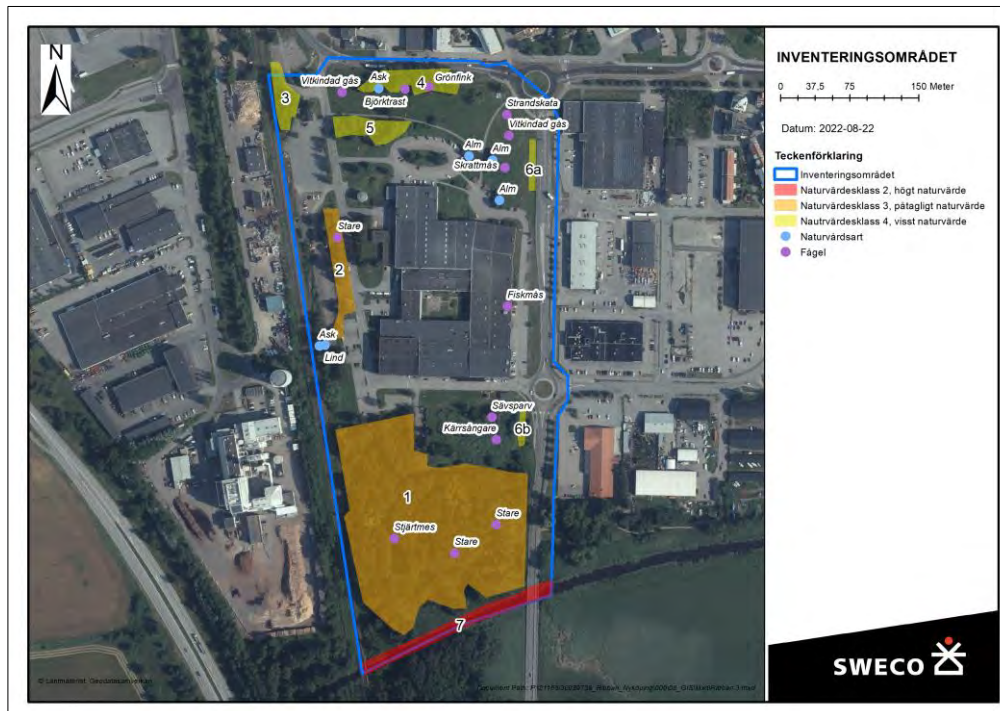 N
INVENTERINGSOMRÅDET
0 37,5 75 150 Meter
Datum: 2022-08-22
Teckenförklaring
Inventeringsområdet
Naturvärdesklass 2, högt naturvärde
Naturvärdesklass 3, påtagligt naturvärde
Nautrvärdesklass 4, visst naturvärde
Naturvårdsart
Fågel
SWECO
3
Vitkindad gås
Ask
4
Grönfink
Björktrast
5
Strandskata
Vitkindad gås
Alm
Alm
Skrattmås
6a
Alm
Stare
2
Fiskmås
Ask
Lind
Sävsparv
6b
Kärrsångare
1
Stare
Stjärtmes
Stare
7
© Lantmäteriet, Geodatasamverkan